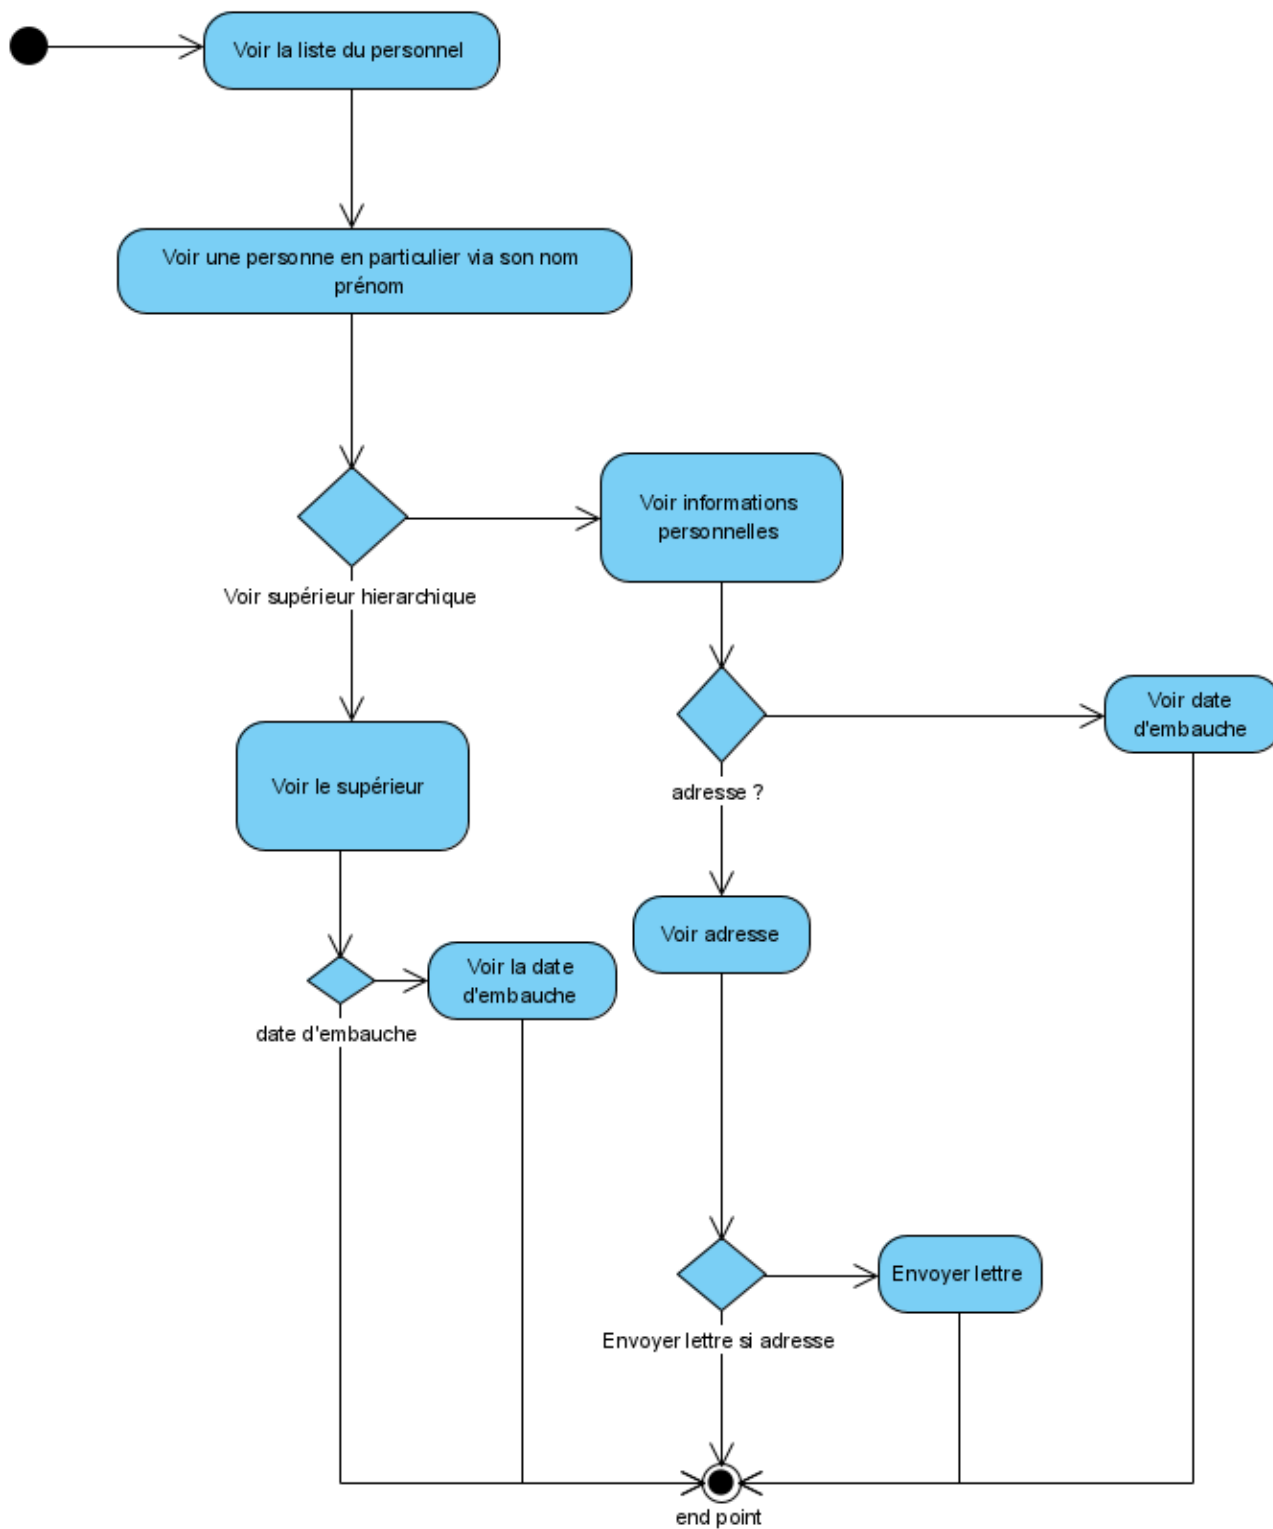 Voir la liste du personnel
Voir une personne en particulier via son nom
prénom
Voir informations
personnelles
Voir supérieur hierarchique
Voir date
d'embauche
Voir le supérieur
adresse ?
Voir adresse
Voir la date
d'embauche
date d'embauche
Envoyer lettre
Envoyer lettre si adresse
end point